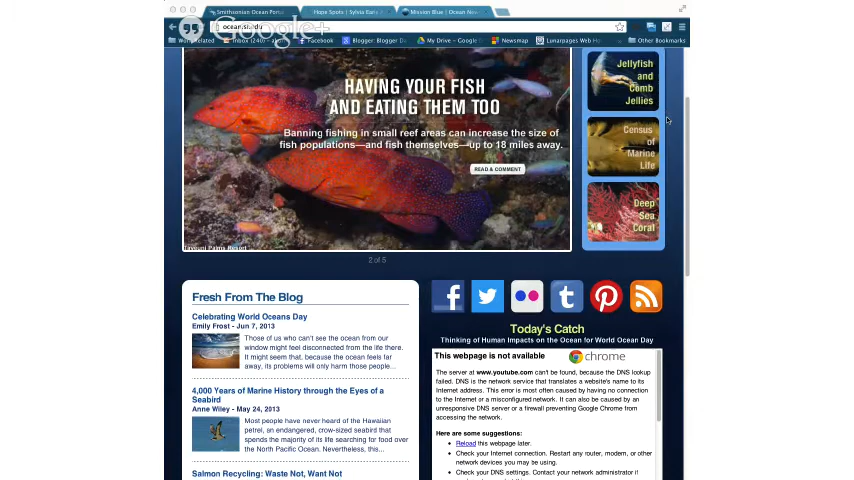 Smithsonian Ocean Port
Hope Spots | Sylvia Earle
Mission Blue | Ocean Ne
Google+
ocean.si.edu
Facebook
Blogger: Blogger Da
My Drive – Google
Newsmap
Lunarpages Web Ho
Other Bookmarks
HAVING YOUR FISH
AND EATING THEM TOO
Banning fishing in small reef areas can increase the size of
fish populations—and fish themselves—up to 18 miles away.
READ & COMMENT
Taveuni Palms Resort
2 of 5
Jellyfish
and
Comb
Jellies
Census
of
Marine
Life
Deep
Sea
Coral
Fresh From The Blog
Celebrating World Oceans Day
Emily Frost - Jun 7, 2013
Those of us who can't see the ocean from our
window might feel disconnected from the life there.
It might seem that, because the ocean feels far
away, its problems will only harm those people...
4,000 Years of Marine History through the Eyes of a
Seabird
Anne Wiley - May 24, 2013
Most people have never heard of the Hawaiian
petrel, an endangered, crow-sized seabird that
spends the majority of its life searching for food over
the North Pacific Ocean. Nevertheless, this...
Salmon Recycling: Waste Not, Want Not
Today's Catch
Thinking of Human Impacts on the Ocean for World Ocean Day
This webpage is not available
chrome
The server at www.youtube.com can't be found, because the DNS lookup
failed. DNS is the network service that translates a website's name to its
Internet address. This error is most often caused by having no connection
to the Internet or a misconfigured network. It can also be caused by an
unresponsive DNS server or a firewall preventing Google Chrome from
accessing the network.
Here are some suggestions:
Reload this webpage later.
Check your Internet connection. Restart any router, modem, or other
network devices you may be using.
Check your DNS settings. Contact your network administrator if